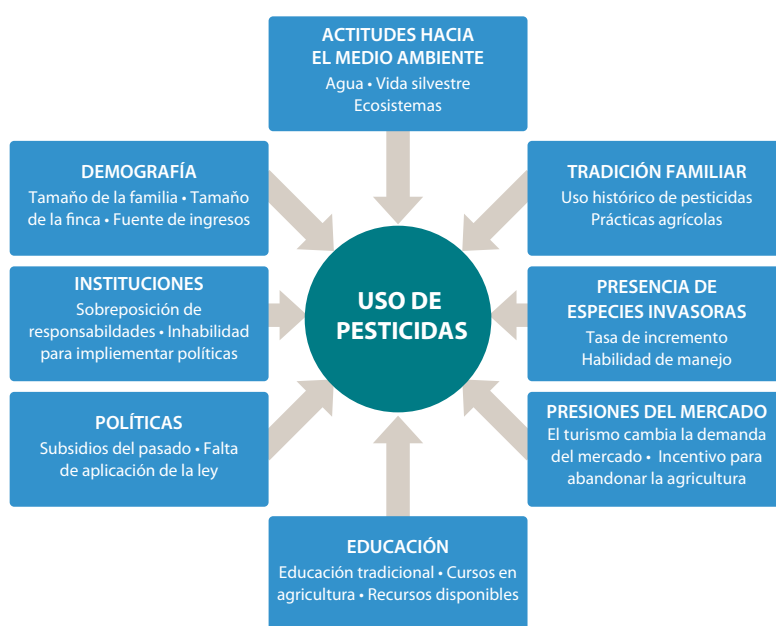 ACTITUDES HACIA
EL MEDIO AMBIENTE
Agua • Vida silvestre
Ecosistemas
DEMOGRAFÍA
Tamaño de la familia • Tamaño
de la finca • Fuente de ingresos
TRADICIÓN FAMILIAR
Uso histórico de pesticidas
Prácticas agrícolas
INSTITUCIONES
Sobreposición de
responsabildades • Inhabilidad
para impliementar políticas
USO DE
PESTICIDAS
PRESENCIA DE
ESPECIES INVASORAS
Tasa de incremento
Habilidad de manejo
POLÍTICAS
Subsidios del pasado • Falta
de aplicación de la ley
PRESIONES DEL MERCADO
El turismo cambia la demanda
del mercado • Incentivo para
abandonar la agricultura
EDUCACIÓN
Educación tradicional • Cursos en
agricultura • Recursos disponibles